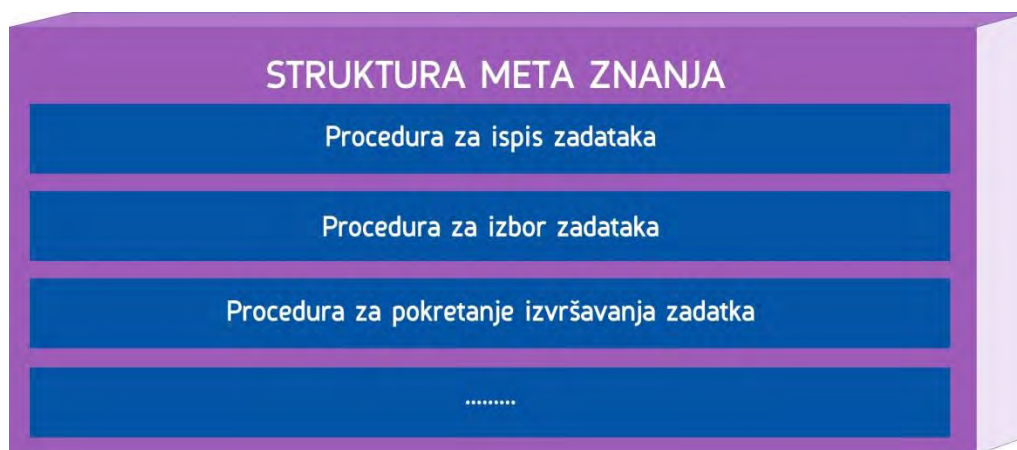 STRUKTURA META ZNANJA
Procedura za ispis zadataka
Procedura za izbor zadataka
Procedura za pokretanje izvršavanja zadatka
.........